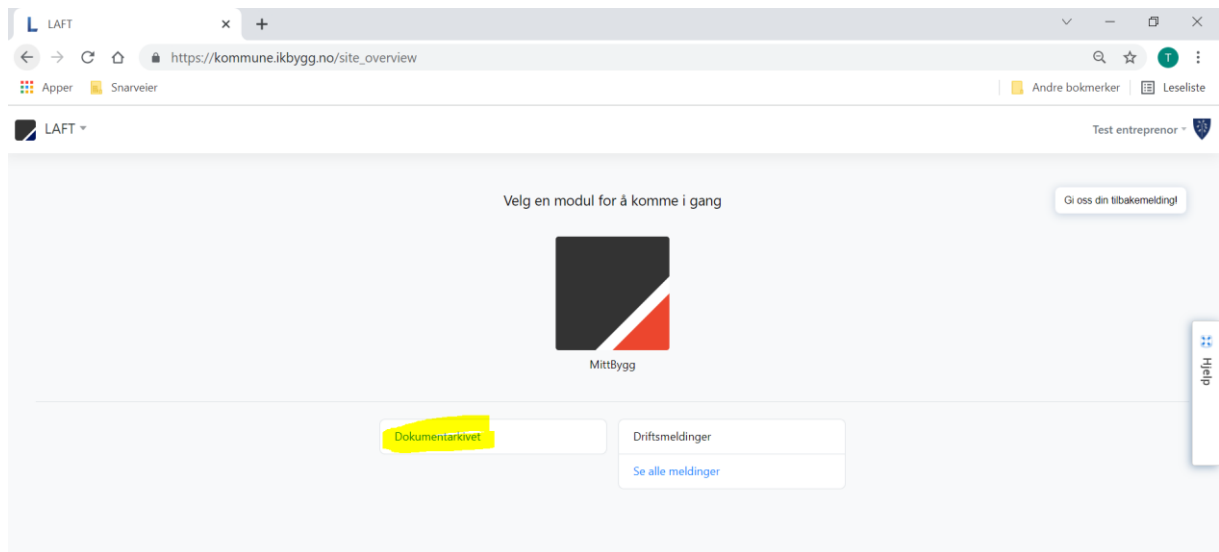 L LAFT
https://kommune.ikbygg.no/site_overview
T
Apper Snarveier Andre bokmerker Leseliste
LAFT Test entreprenor
Velg en modul for å komme i gang
Gi oss din tilbakemelding!
MittBygg
Hjelp
Dokumentarkivet
Driftsmeldinger
Se alle meldinger